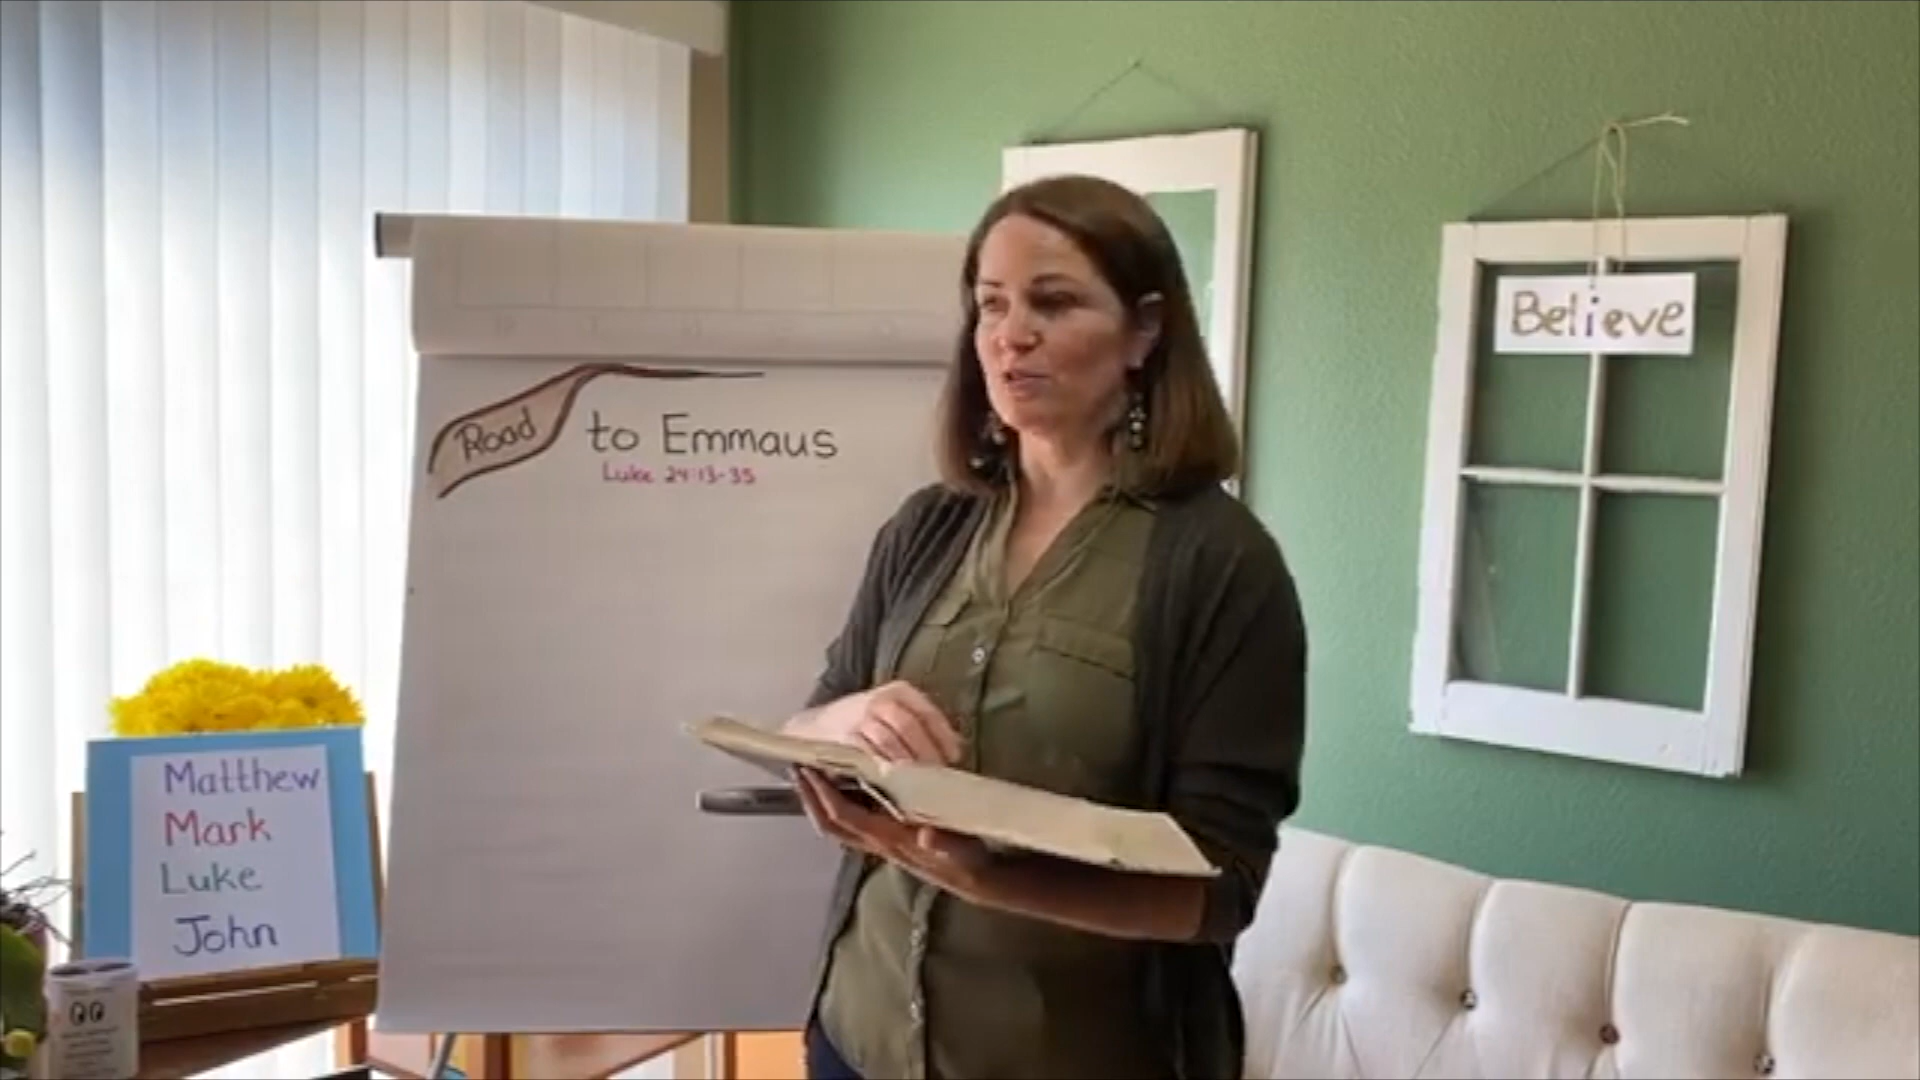 Road to Emmaus
Luke 24:13-35
Believe
Matthew
Mark
Luke
John